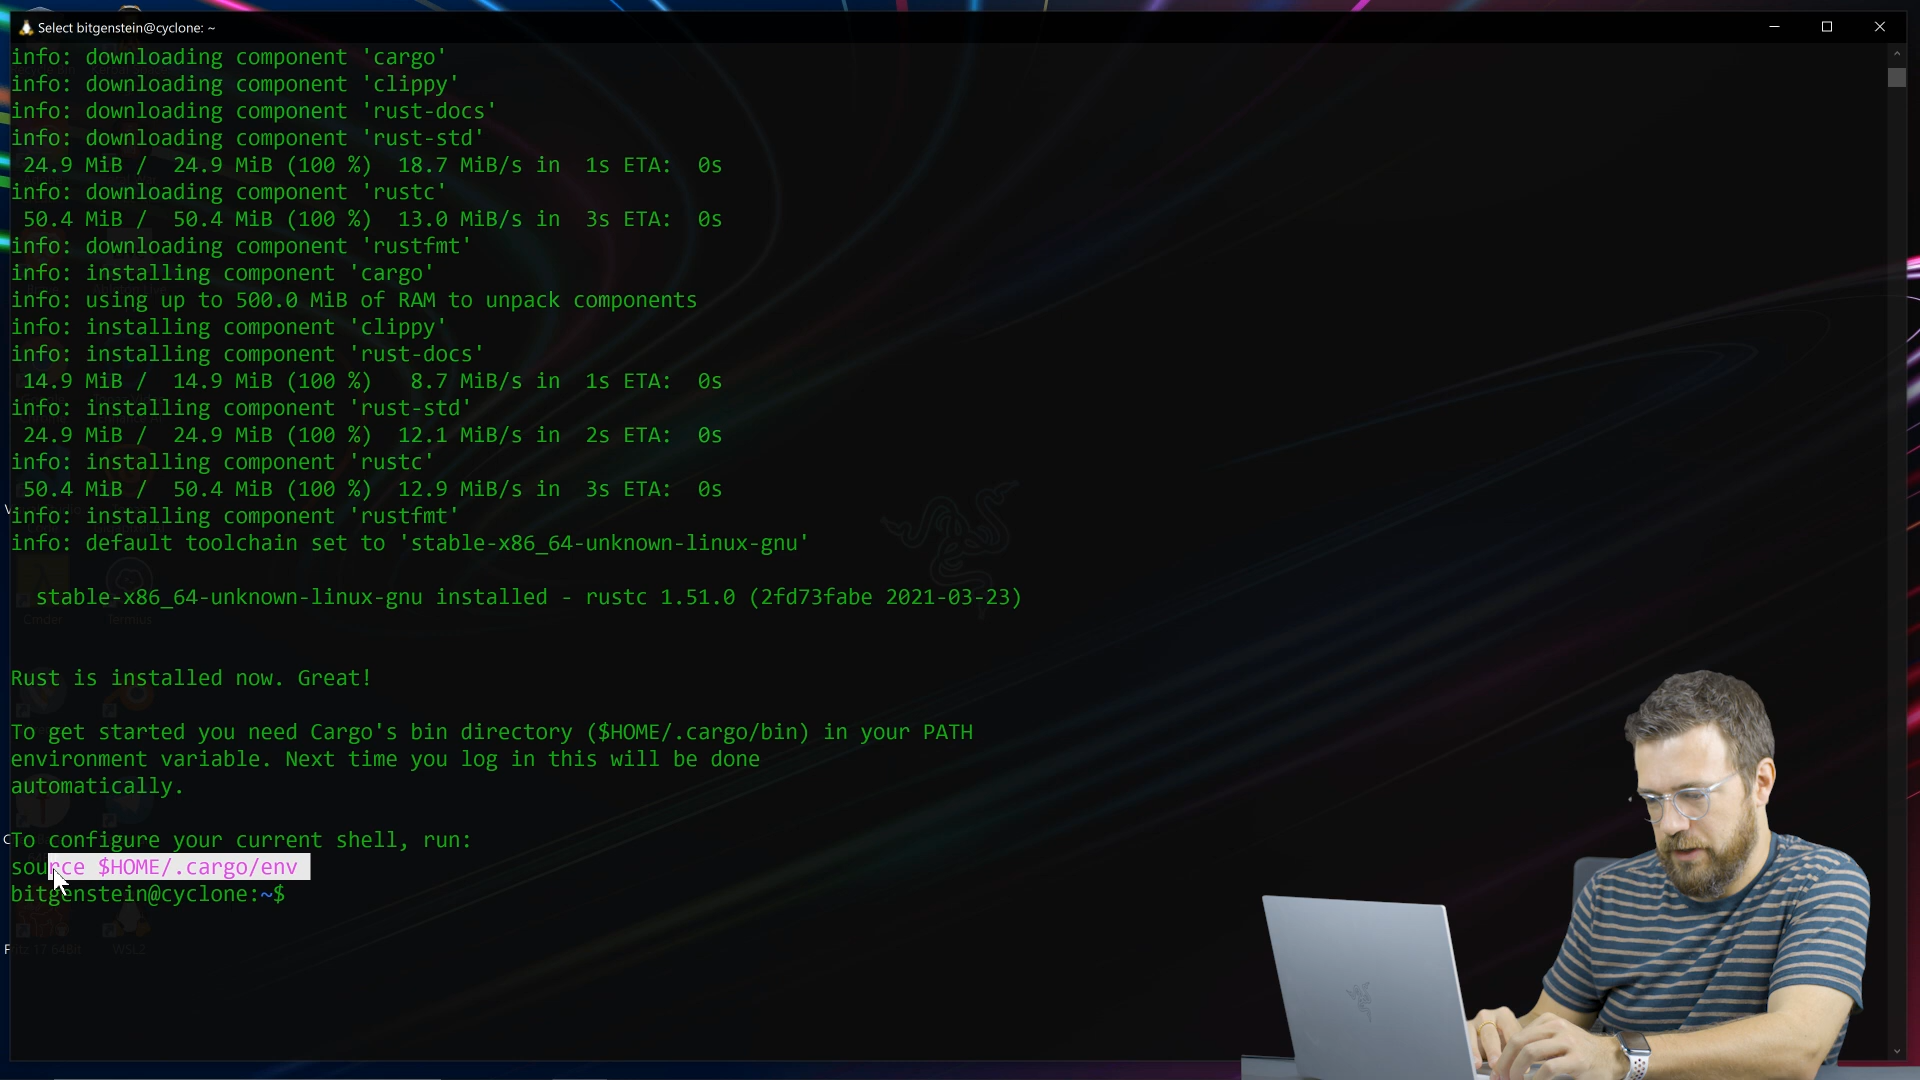 Select bitgenstein@cyclone: ~
info: downloading component 'cargo'
info: downloading component 'clippy'
info: downloading component 'rust-docs'
info: downloading component 'rust-std'
24.9 MiB / 24.9 MiB (100 %) 18.7 MiB/s in 1s ETA: 0s
info: downloading component 'rustc'
50.4 MiB / 50.4 MiB (100 %) 13.0 MiB/s in 3s ETA: 0s
info: downloading component 'rustfmt'
info: installing component 'cargo'
info: using up to 500.0 MiB of RAM to unpack components
info: installing component 'clippy'
info: installing component 'rust-docs'
14.9 MiB / 14.9 MiB (100 %) 8.7 MiB/s in 1s ETA: 0s
info: installing component 'rust-std'
24.9 MiB / 24.9 MiB (100 %) 12.1 MiB/s in 2s ETA: 0s
info: installing component 'rustc'
50.4 MiB / 50.4 MiB (100 %) 12.9 MiB/s in 3s ETA: 0s
info: installing component 'rustfmt'
info: default toolchain set to 'stable-x86_64-unknown-linux-gnu'
stable-x86_64-unknown-linux-gnu installed - rustc 1.51.0 (2fd73fabe 2021-03-23)
Cmder
Termius
Rust is installed now. Great!
To get started you need Cargo's bin directory ($HOME/.cargo/bin) in your PATH
environment variable. Next time you log in this will be done
automatically.
To configure your current shell, run:
source $HOME/.cargo/env
bitgenstein@cyclone:~$
WSL2